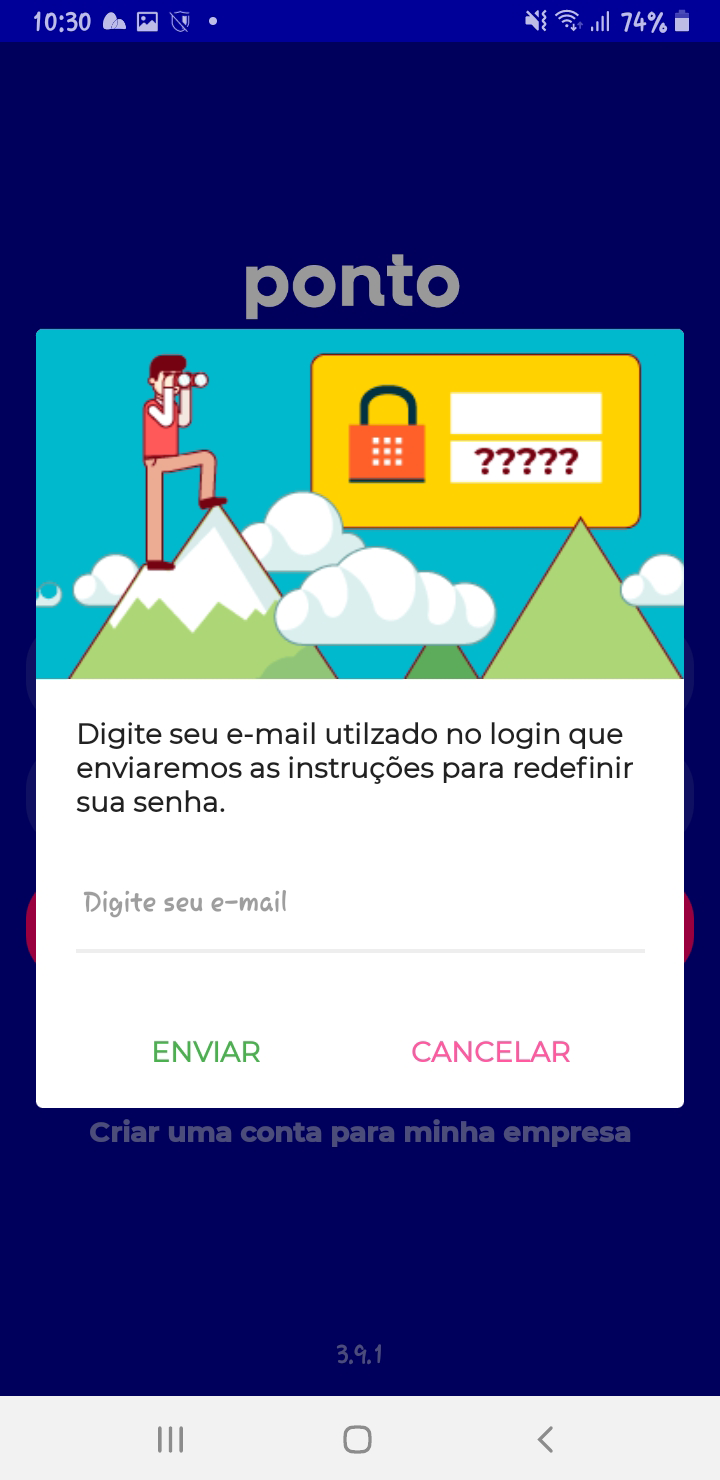 10:30
74%
ponto
?????
Digite seu e-mail utilzado no login que
enviaremos as instruções para redefinir
sua senha.
Digite seu e-mail
ENVIAR
CANCELAR
Criar uma conta para minha empresa
3.9.1